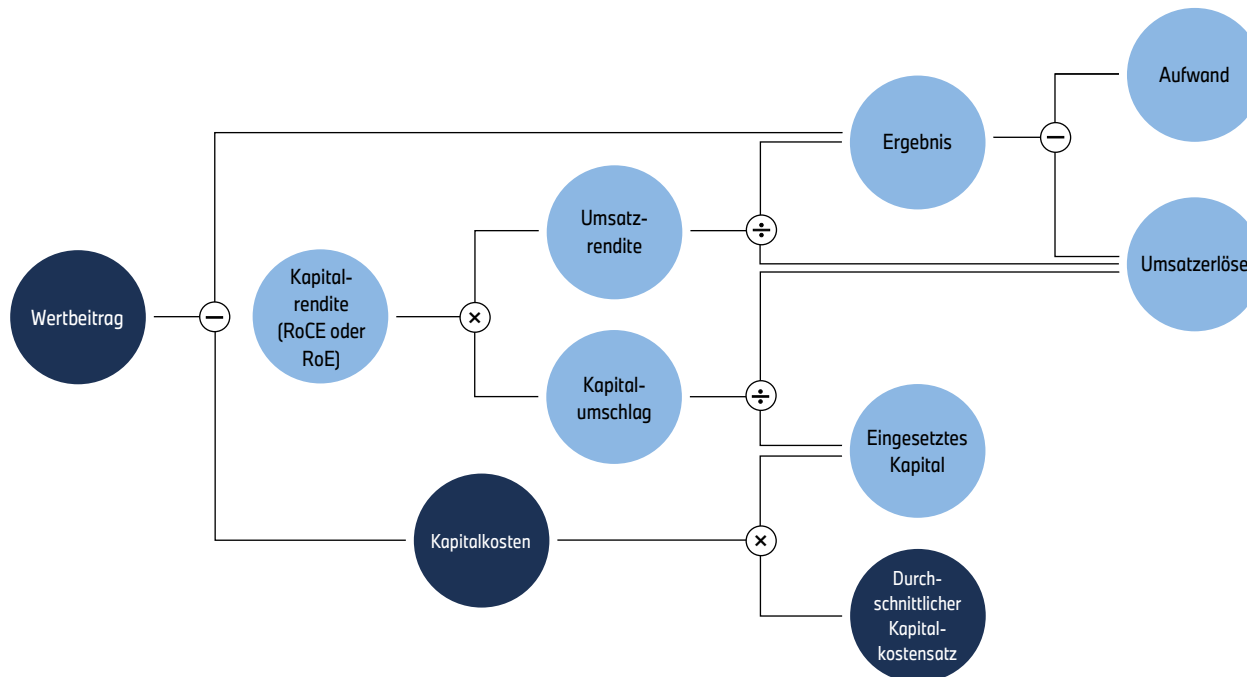 Aufwand
Ergebnis
Umsatz-
rendite
Umsatzerlöse
Wertbeitrag
Kapital-
rendite
(RoCE oder
RoE)
Kapital-
umschlag
Eingesetztes
Kapital
Kapitalkosten
Durch-
schnittlicher
Kapital-
kostensatz